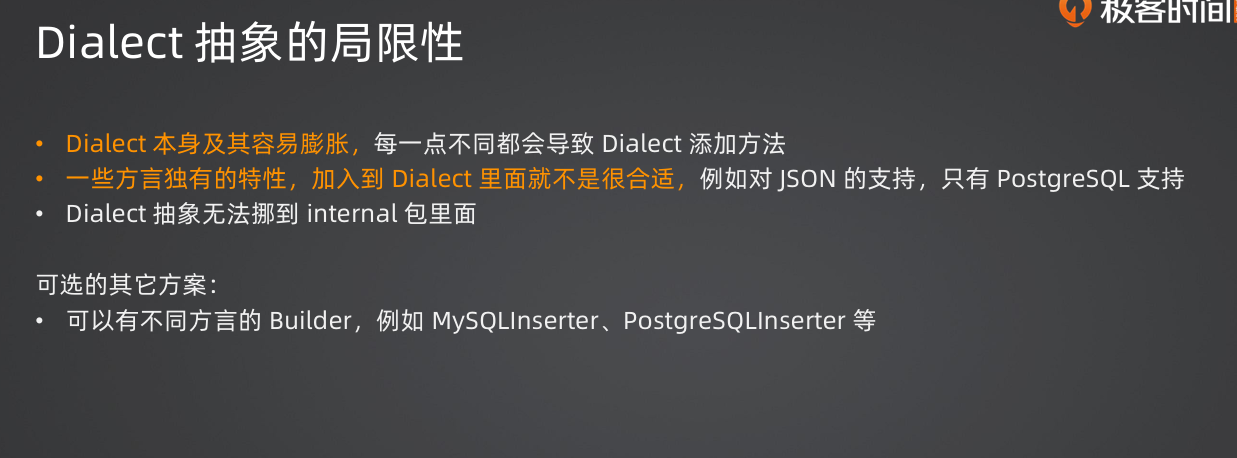 极客时间
Dialect 抽象的局限性
• Dialect 本身及其容易膨胀，每一点不同都会导致 Dialect 添加方法
• 一些方言独有的特性，加入到 Dialect 里面就不是很合适，例如对 JSON 的支持，只有 PostgreSQL 支持
• Dialect 抽象无法挪到 internal 包里面
可选的其它方案：
• 可以有不同方言的 Builder，例如 MySQLInserter、PostgreSQLInserter 等